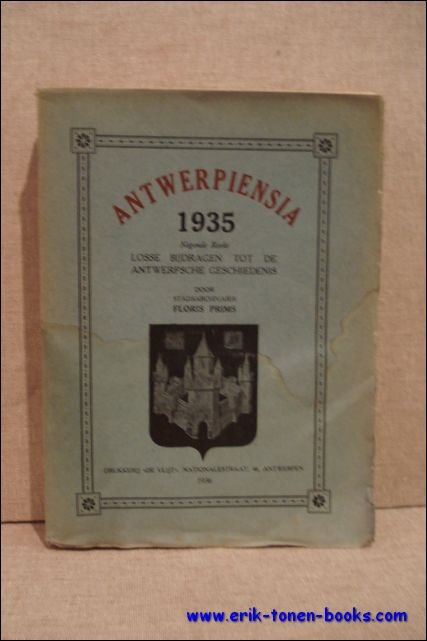 ANTWERPIENSIA
1935
Negende Reeks
LOSSE BIJDRAGEN TOT DE
ANTWERPSCHE GESCHIEDENIS
DOOR
STADSARCHIVARIS
FLORIS PRIMS
DRUKKERIJ «DE VLIJT», NATIONALESTRAAT, 46, ANTWERPEN
1936
www.erik-tonen-books.com